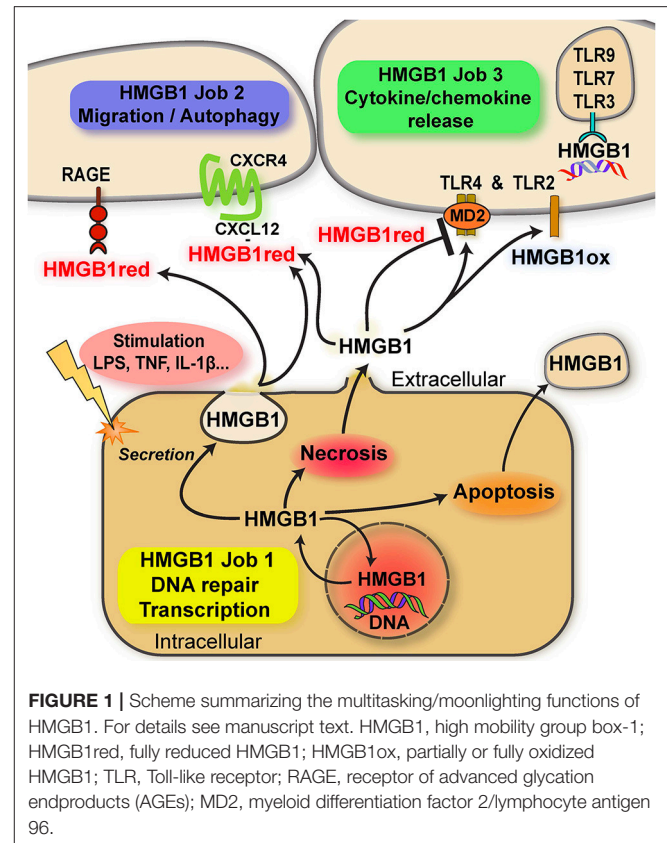 HMGB1 Job 2
Migration / Autophagy
HMGB1 Job 3
Cytokine/chemokine
release
TLR9
TLR7
TLR3
HMGB1
RAGE
CXCR4
CXCL12
-
HMGB1red
HMGB1red
HMGB1red
TLR4 & TLR2
MD2
HMGB1ox
Stimulation
LPS, TNF, IL-1β...
HMGB1
Extracellular
HMGB1
HMGB1
Secretion
Necrosis
Apoptosis
HMGB1
HMGB1 Job 1
DNA repair
Transcription
HMGB1
DNA
Intracellular
FIGURE 1 | Scheme summarizing the multitasking/moonlighting functions of
HMGB1. For details see manuscript text. HMGB1, high mobility group box-1;
HMGB1red, fully reduced HMGB1; HMGB1ox, partially or fully oxidized
HMGB1; TLR, Toll-like receptor; RAGE, receptor of advanced glycation
endproducts (AGEs); MD2, myeloid differentiation factor 2/lymphocyte antigen
96.